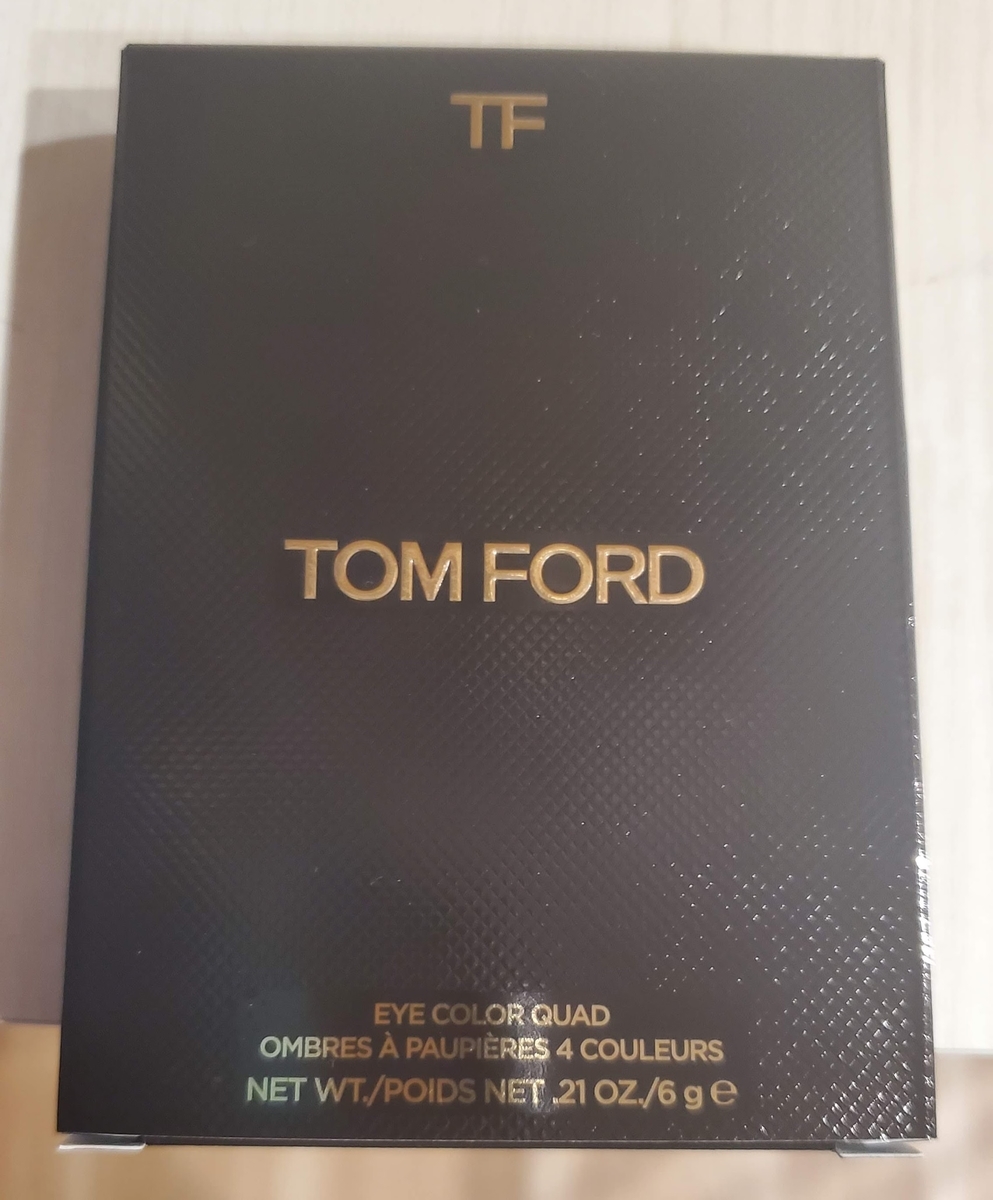 TF
TOM FORD
EYE COLOR QUAD
OMBRES À PAUPIÈRES 4 COULEURS
NET WT./POIDS NET .21 OZ./6 g ℮